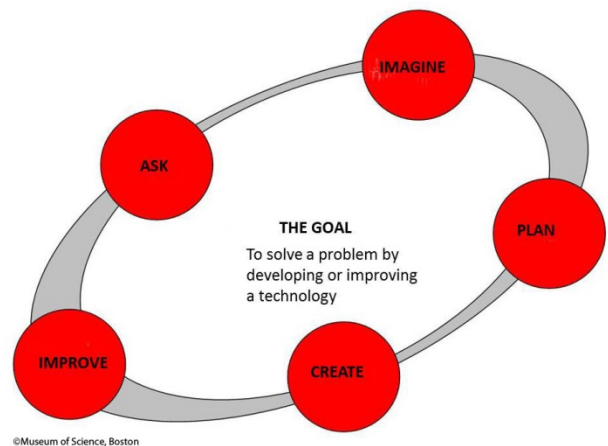 IMAGINE
ASK
PLAN
THE GOAL
To solve a problem by
developing or improving
a technology
IMPROVE
CREATE
©Museum of Science, Boston